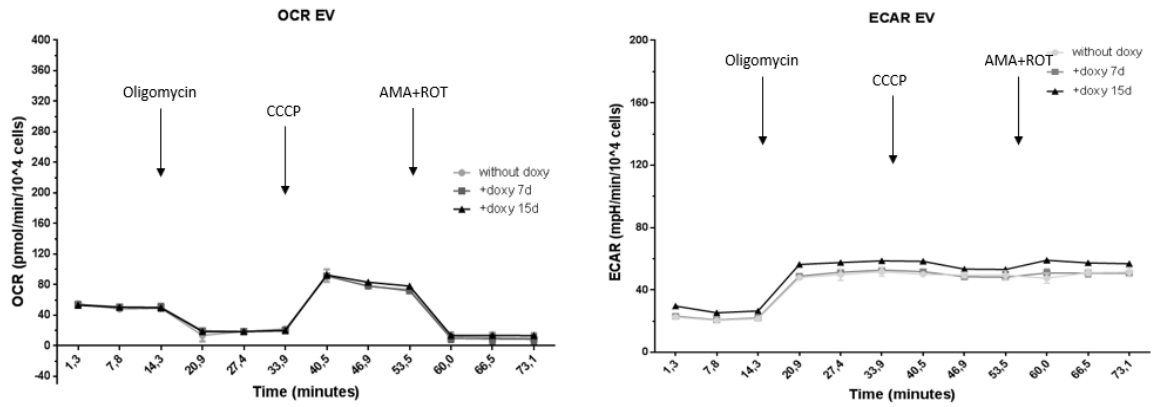 OCR EV
OCR (pmol/min/10^4 cells)
400
360
320
280
240
200
160
120
80
40
0
-40
Oligomycin
CCCP
AMA+ROT
without doxy
+doxy 7d
+doxy 15d
1,3
7,8
14,3
20,9
27,4
33,9
40,5
46,9
53,5
60,0
66,5
73,1
Time (minutes)
ECAR EV
ECAR (mpH/min/10^4 cells)
200
160
120
80
40
0
Oligomycin
CCCP
AMA+ROT
without doxy
+doxy 7d
+doxy 15d
1,3
7,8
14,3
20,9
27,4
33,9
40,5
46,9
53,5
60,0
66,5
73,1
Time (minutes)